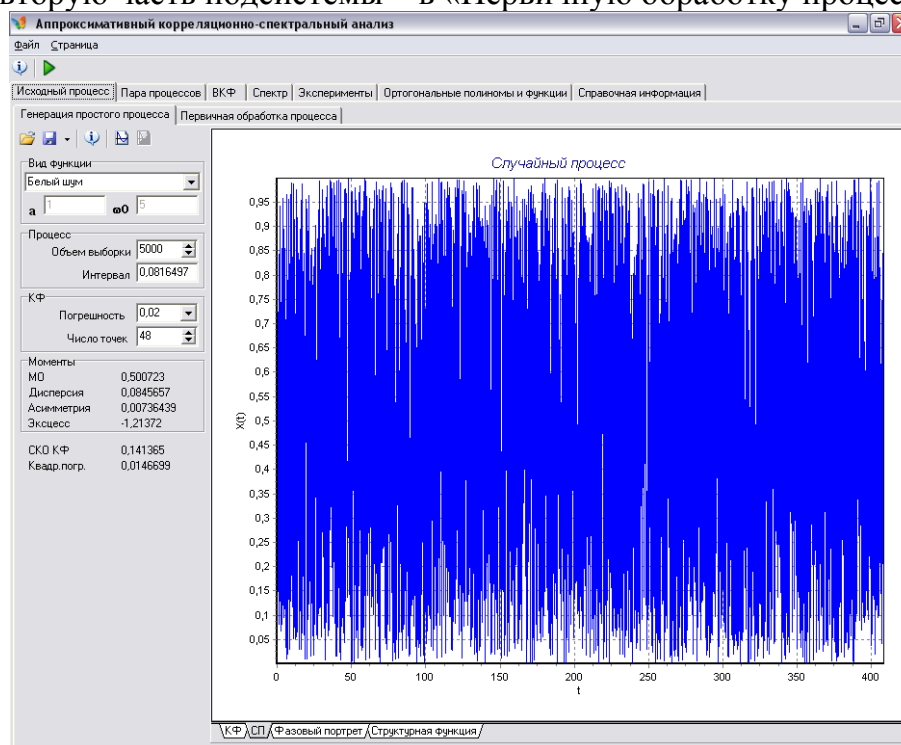 вторую часть подсистемы – в «Первичную обработку процес
Аппроксимативный корреляционно-спектральный анализ
Файл Страница
Исходный процесс Пара процессов ВКФ Спектр Эксперименты Ортогональные полиномы и функции Справочная информация
Генерация простого процесса Первичная обработка процесса
Вид функции
Белый шум
a 1 ω0 5
Процесс
Объем выборки 5000
Интервал 0,0816497
КФ
Погрешность 0,02
Число точек 48
Моменты
МО 0,500723
Дисперсия 0,0845657
Асимметрия 0,00736439
Эксцесс -1,21372
СКО КФ 0,141365
Квадр.погр. 0,0146699
Случайный процесс
0,95
0,9
0,85
0,8
0,75
0,7
0,65
0,6
0,55
0,5
0,45
0,4
0,35
0,3
0,25
0,2
0,15
0,1
0,05
X(t)
0 50 100 150 200 250 300 350 400
t
КФ СП Фазовый портрет Структурная функция